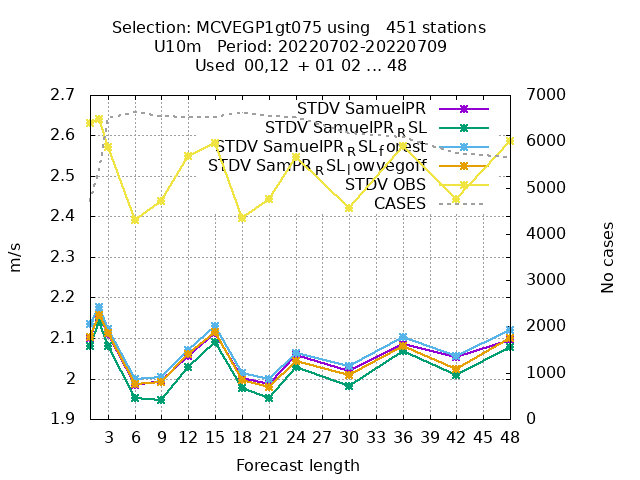 Selection: MCVEGP1gt075 using   451 stations
U10m   Period: 20220702-20220709
Used  00,12  + 01 02 ... 48
2.7
2.6
2.5
2.4
2.3
2.2
2.1
2
1.9
m/s
7000
6000
5000
4000
3000
2000
1000
0
No cases
STDV SamuelPR
STDV SamuelPR_RSL
STDV SamuelPR_RSL_forest
STDV SamPR_RSL_lowvegoff
STDV OBS
CASES
3 6 9 12 15 18 21 24 27 30 33 36 39 42 45 48
Forecast length